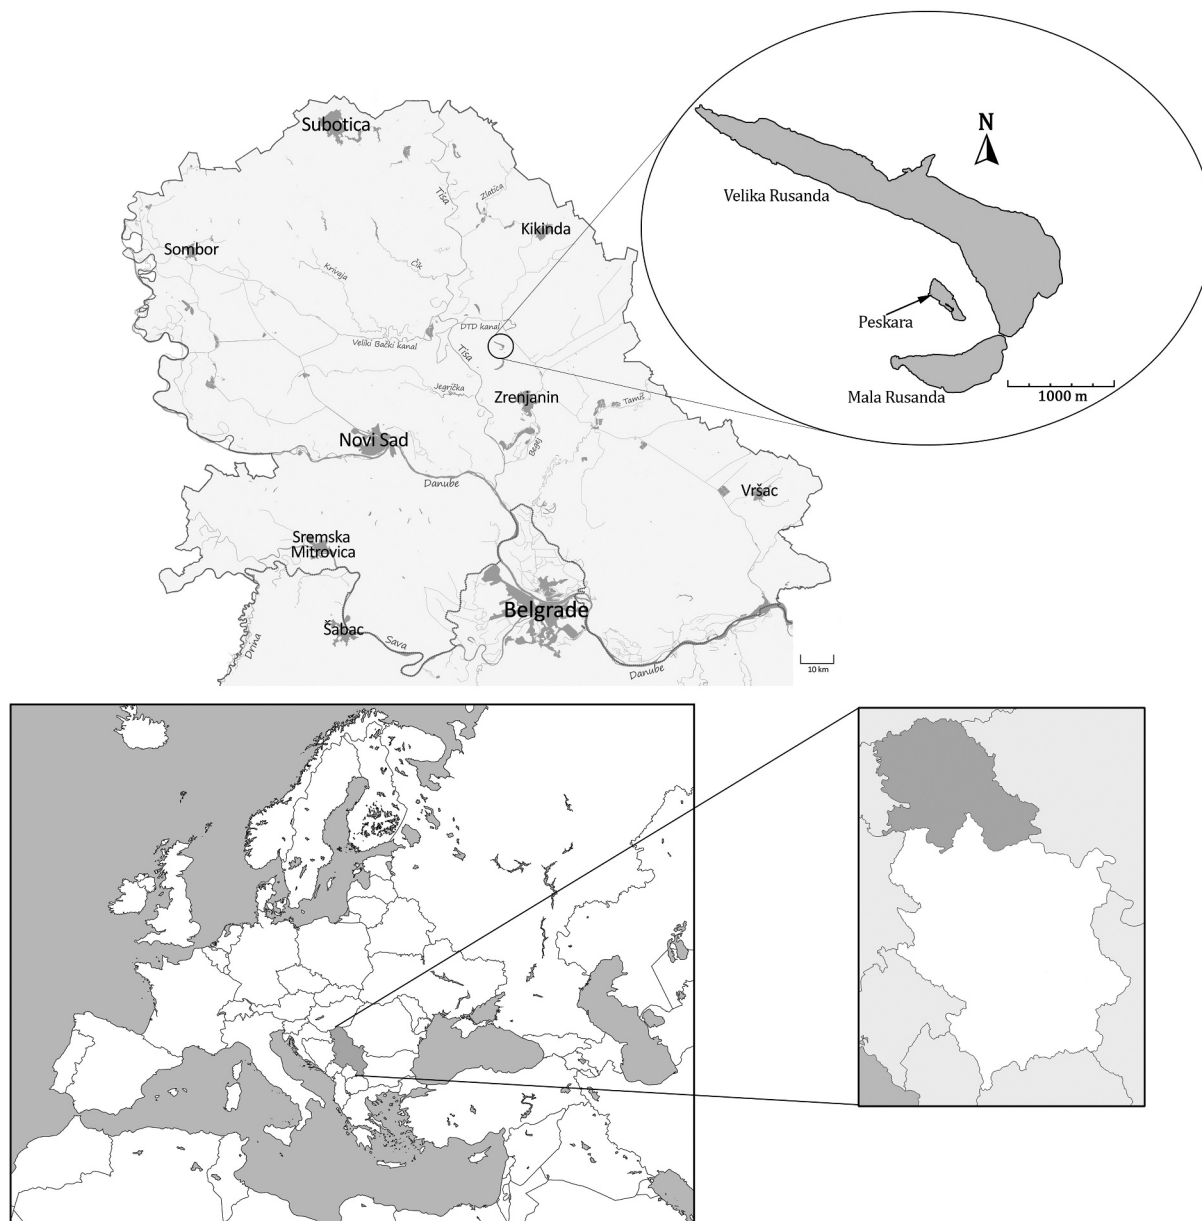 Subotica
Tisa
Zlatica
Kikinda
Sombor
Krivaja
Čik
DTD kanal
Veliki Bački kanal
Tisa
Jegrička
Zrenjanin
Tamiš
Novi Sad
Begej
Danube
Vršac
Sremska
Mitrovica
Belgrade
Šabac
Sava
Drina
Danube
10 km
N
Velika Rusanda
Peskara
Mala Rusanda
1000 m